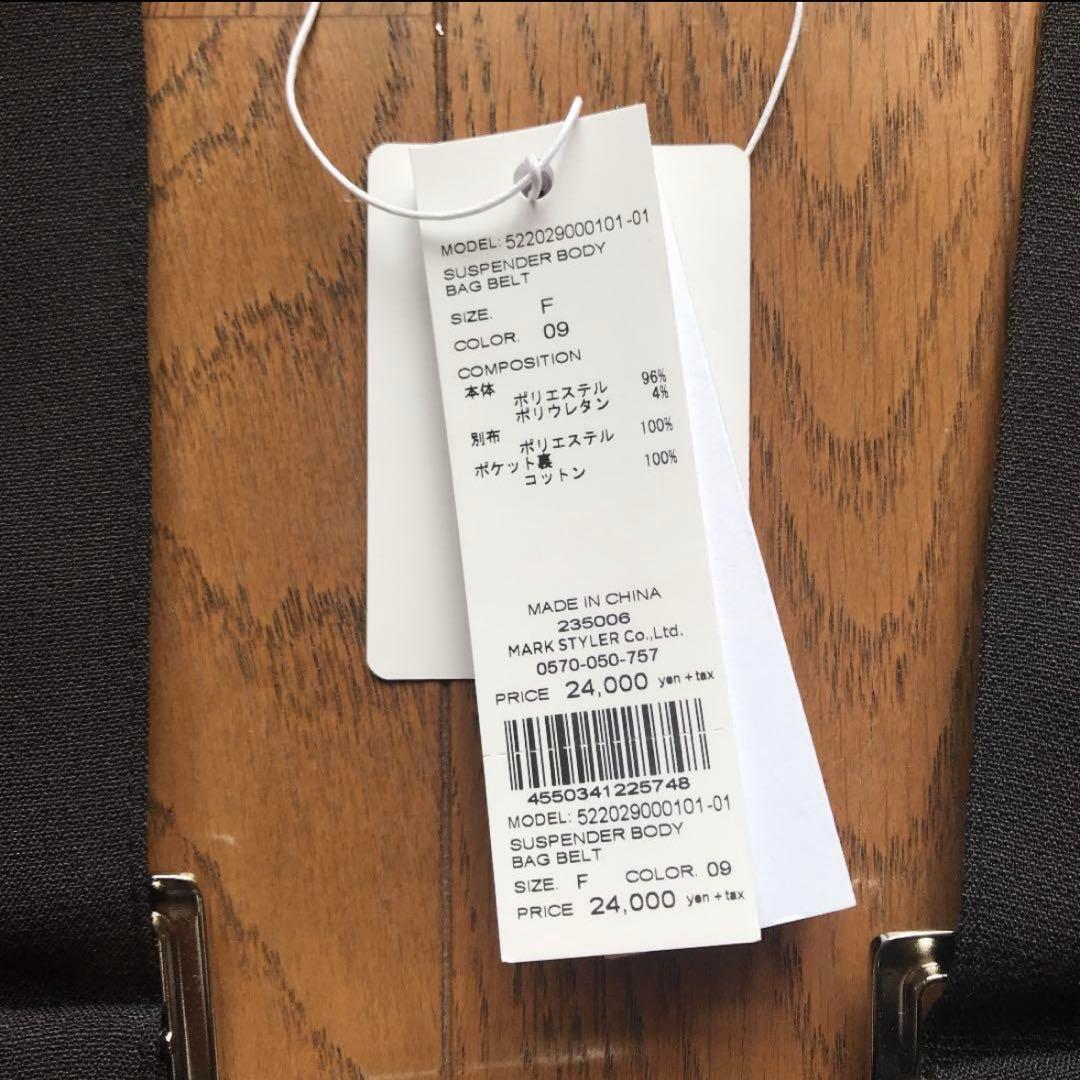 MODEL: 522029000101-01
SUSPENDER BODY
BAG BELT
SIZE. F
COLOR. 09
COMPOSITION
本体 ポリエステル 96%
ポリウレタン 4%
別布 ポリエステル 100%
ポケット裏
コットン 100%
MADE IN CHINA
235006
MARK STYLER Co.,Ltd.
0570-050-757
PRICE 24,000 yen + tax
4550341225748
MODEL: 522029000101-01
SUSPENDER BODY
BAG BELT
SIZE. F COLOR. 09
PRICE 24,000 yen + tax